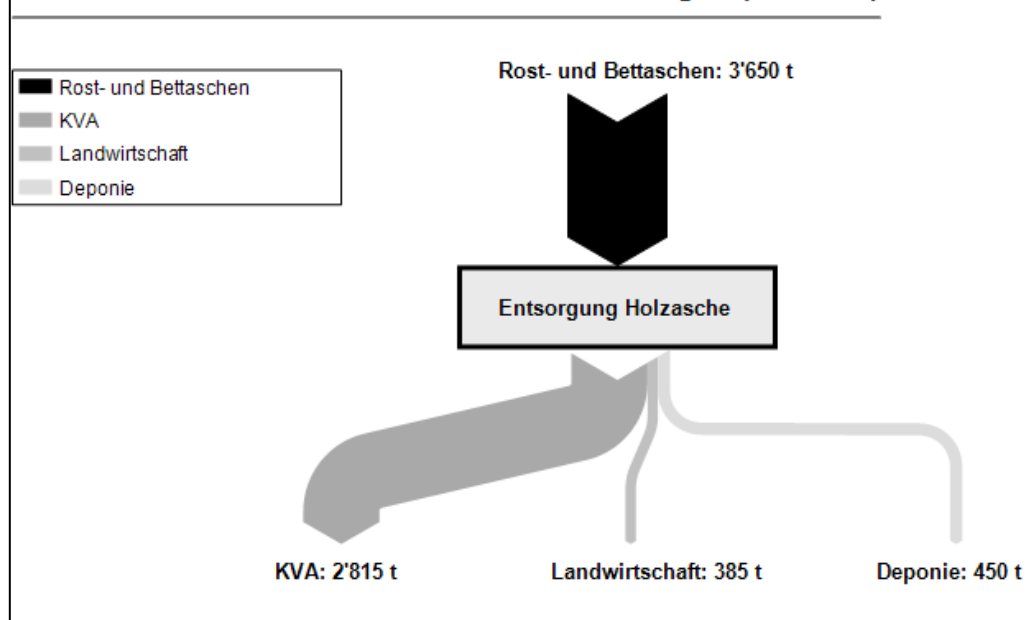 Rost- und Bettaschen: 3'650 t
Rost- und Bettaschen
KVA
Landwirtschaft
Deponie
Entsorgung Holzasche
KVA: 2'815 t
Landwirtschaft: 385 t
Deponie: 450 t